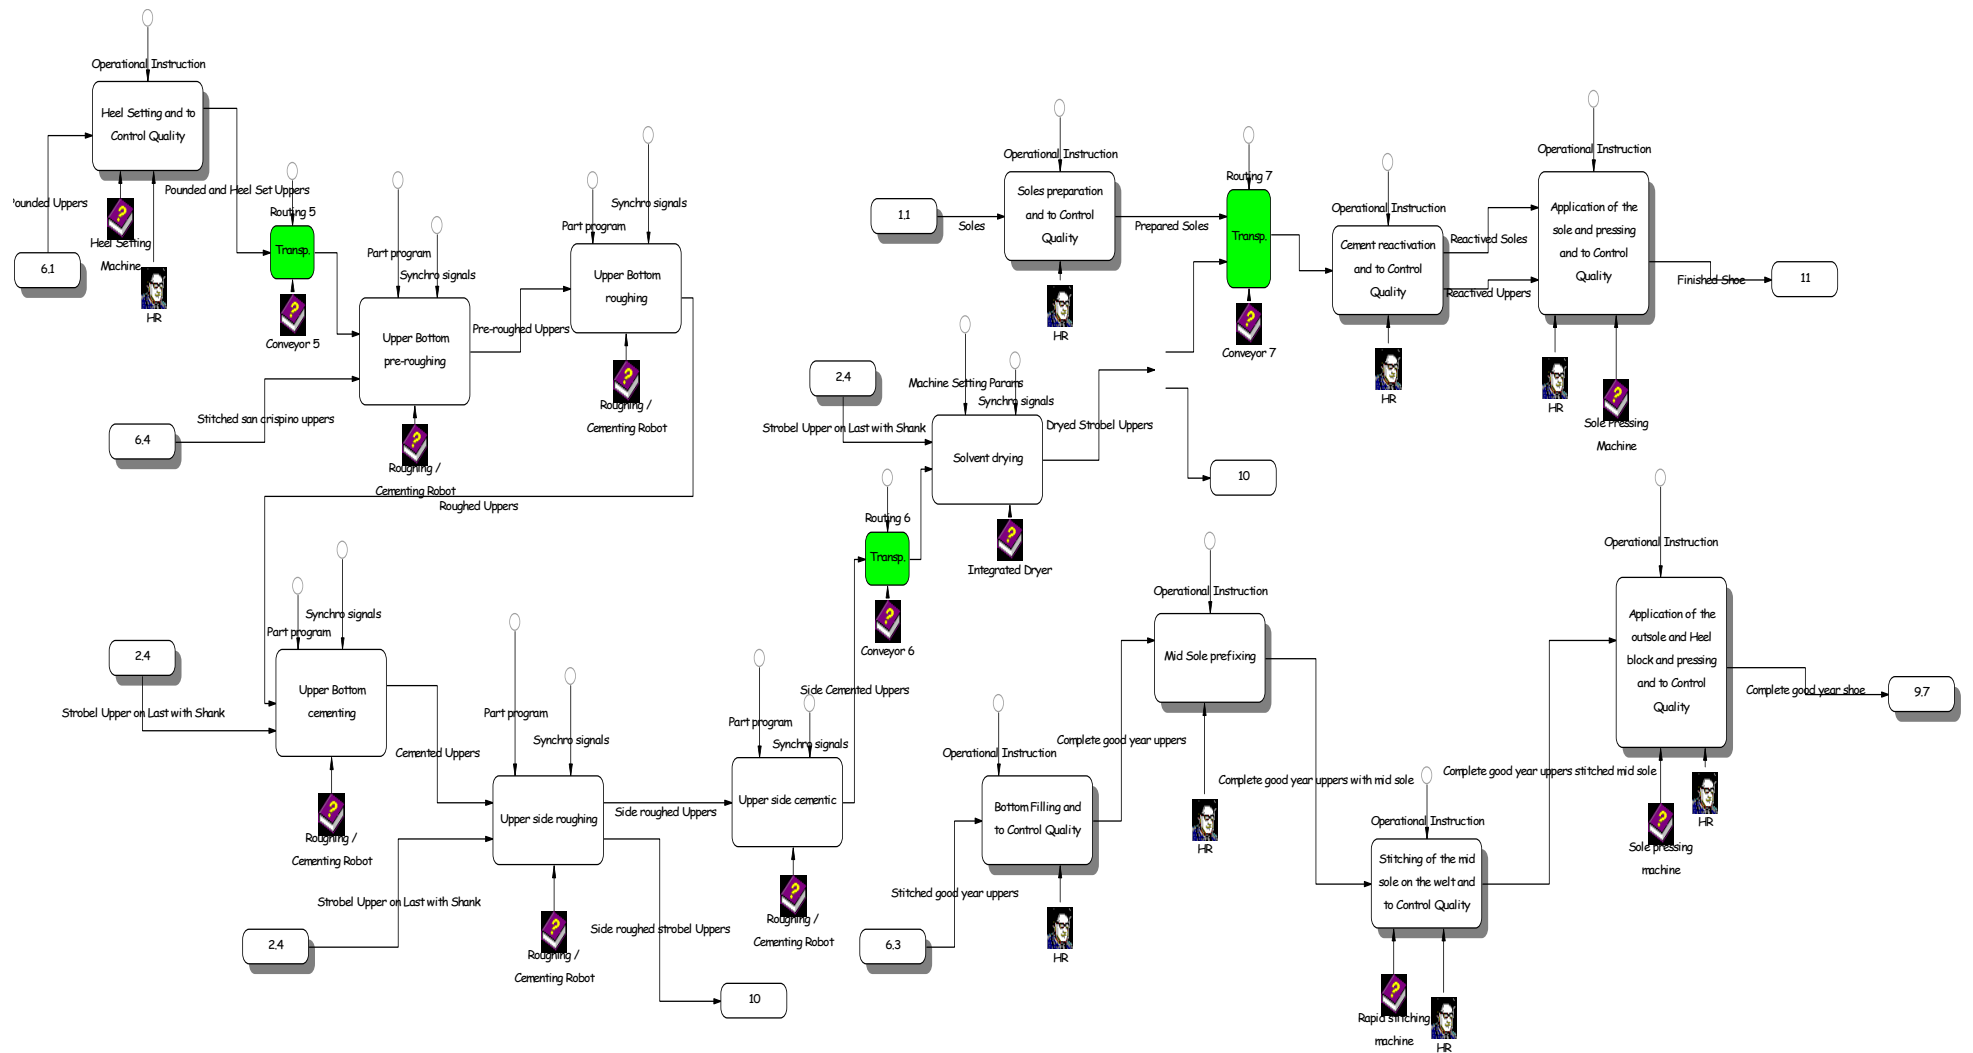 Operational Instruction
Heel Setting and to
Control Quality
Pounded and Heel Set Uppers
ounded Uppers
Heel Setting
Machine
HR
6.1
Routing 5
Transp.
Conveyor 5
Part program
Synchro signals
Upper Bottom
pre-roughing
Pre-roughed Uppers
Part program
Synchro signals
Upper Bottom
roughing
Roughing /
Cementing Robot
Stitched san crispino uppers
6.4
Roughing /
Cementing Robot
Roughed Uppers
Operational Instruction
Soles preparation
and to Control
Quality
1.1
Soles
Prepared Soles
HR
Routing 7
Transp.
Conveyor 7
Operational Instruction
Cement reactivation
and to Control
Quality
HR
Reactived Soles
Reactived Uppers
Operational Instruction
Application of the
sole and pressing
and to Control
Quality
HR
Sole Pressing
Machine
Finished Shoe
11
2.4
Strobel Upper on Last with Shank
Machine Setting Params
Synchro signals
Dryed Strobel Uppers
Solvent drying
Integrated Dryer
10
Routing 6
Transp.
Conveyor 6
Side Cemented Uppers
2.4
Strobel Upper on Last with Shank
Synchro signals
Part program
Upper Bottom
cementing
Cemented Uppers
Roughing /
Cementing Robot
Part program
Synchro signals
Upper side roughing
Side roughed Uppers
Strobel Upper on Last with Shank
2.4
Roughing /
Cementing Robot
Side roughed strobel Uppers
10
Part program
Synchro signals
Upper side cementic
Roughing /
Cementing Robot
Operational Instruction
Bottom Filling and
to Control Quality
Stitched good year uppers
6.3
HR
Complete good year uppers
Operational Instruction
Mid Sole prefixing
HR
Complete good year uppers with mid sole
Operational Instruction
Stitching of the mid
sole on the welt and
to Control Quality
Rapid stitching
machine
HR
Complete good year uppers stitched mid sole
Operational Instruction
Application of the
outsole and Heel
block and pressing
and to Control
Quality
HR
Sole pressing
machine
Complete good year shoe
9.7